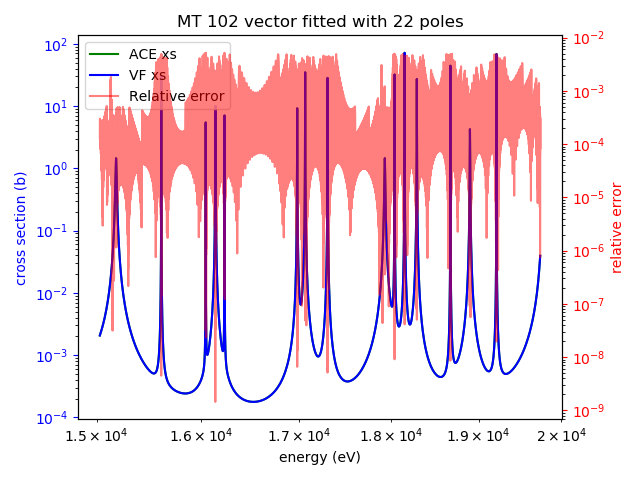 MT 102 vector fitted with 22 poles
ACE xs
VF xs
Relative error
cross section (b)
10²
10¹
10⁰
10⁻¹
10⁻²
10⁻³
10⁻⁴
relative error
10⁻²
10⁻³
10⁻⁴
10⁻⁵
10⁻⁶
10⁻⁷
10⁻⁸
10⁻⁹
1.5 × 10⁴ 1.6 × 10⁴ 1.7 × 10⁴ 1.8 × 10⁴ 1.9 × 10⁴ 2 × 10⁴
energy (eV)